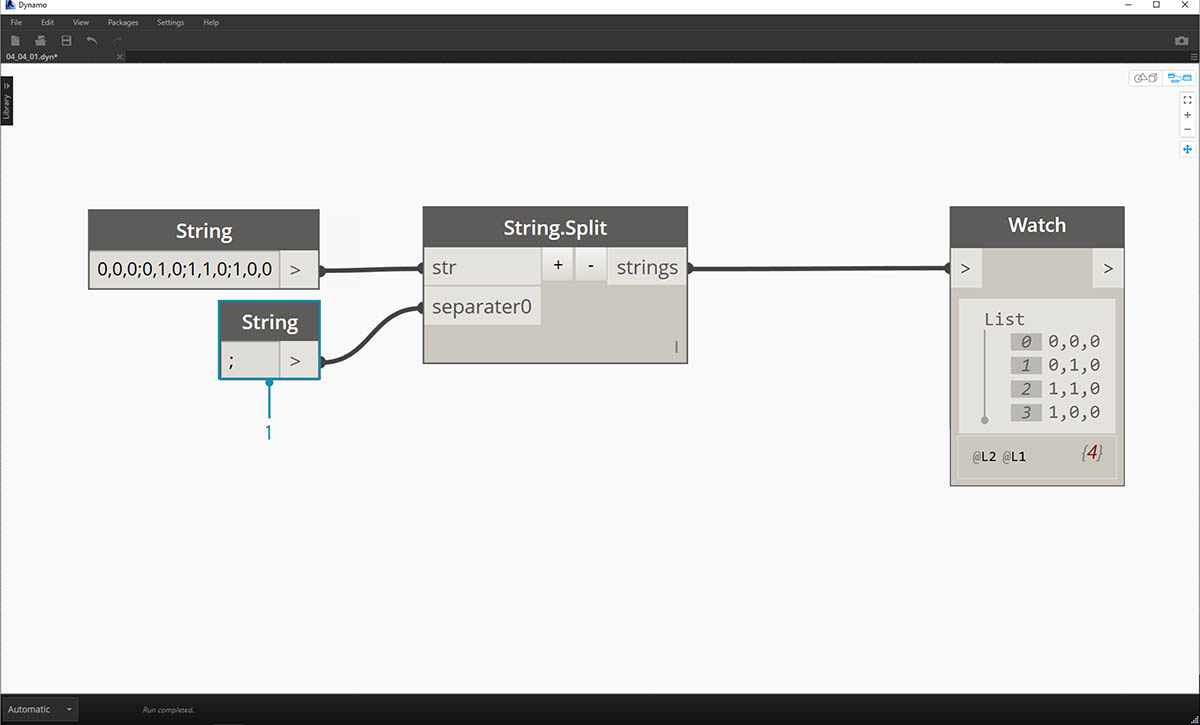 Dynamo
File Edit View Packages Settings Help
04_04_01.dyn*
Library
String
0,0,0;0,1,0;1,1,0;1,0,0 >
String
; >
1
String.Split
str + - strings
separater0
l
Watch
> >
List
0 0,0,0
1 0,1,0
2 1,1,0
3 1,0,0
@L2 @L1 {4}
Automatic
Run completed.